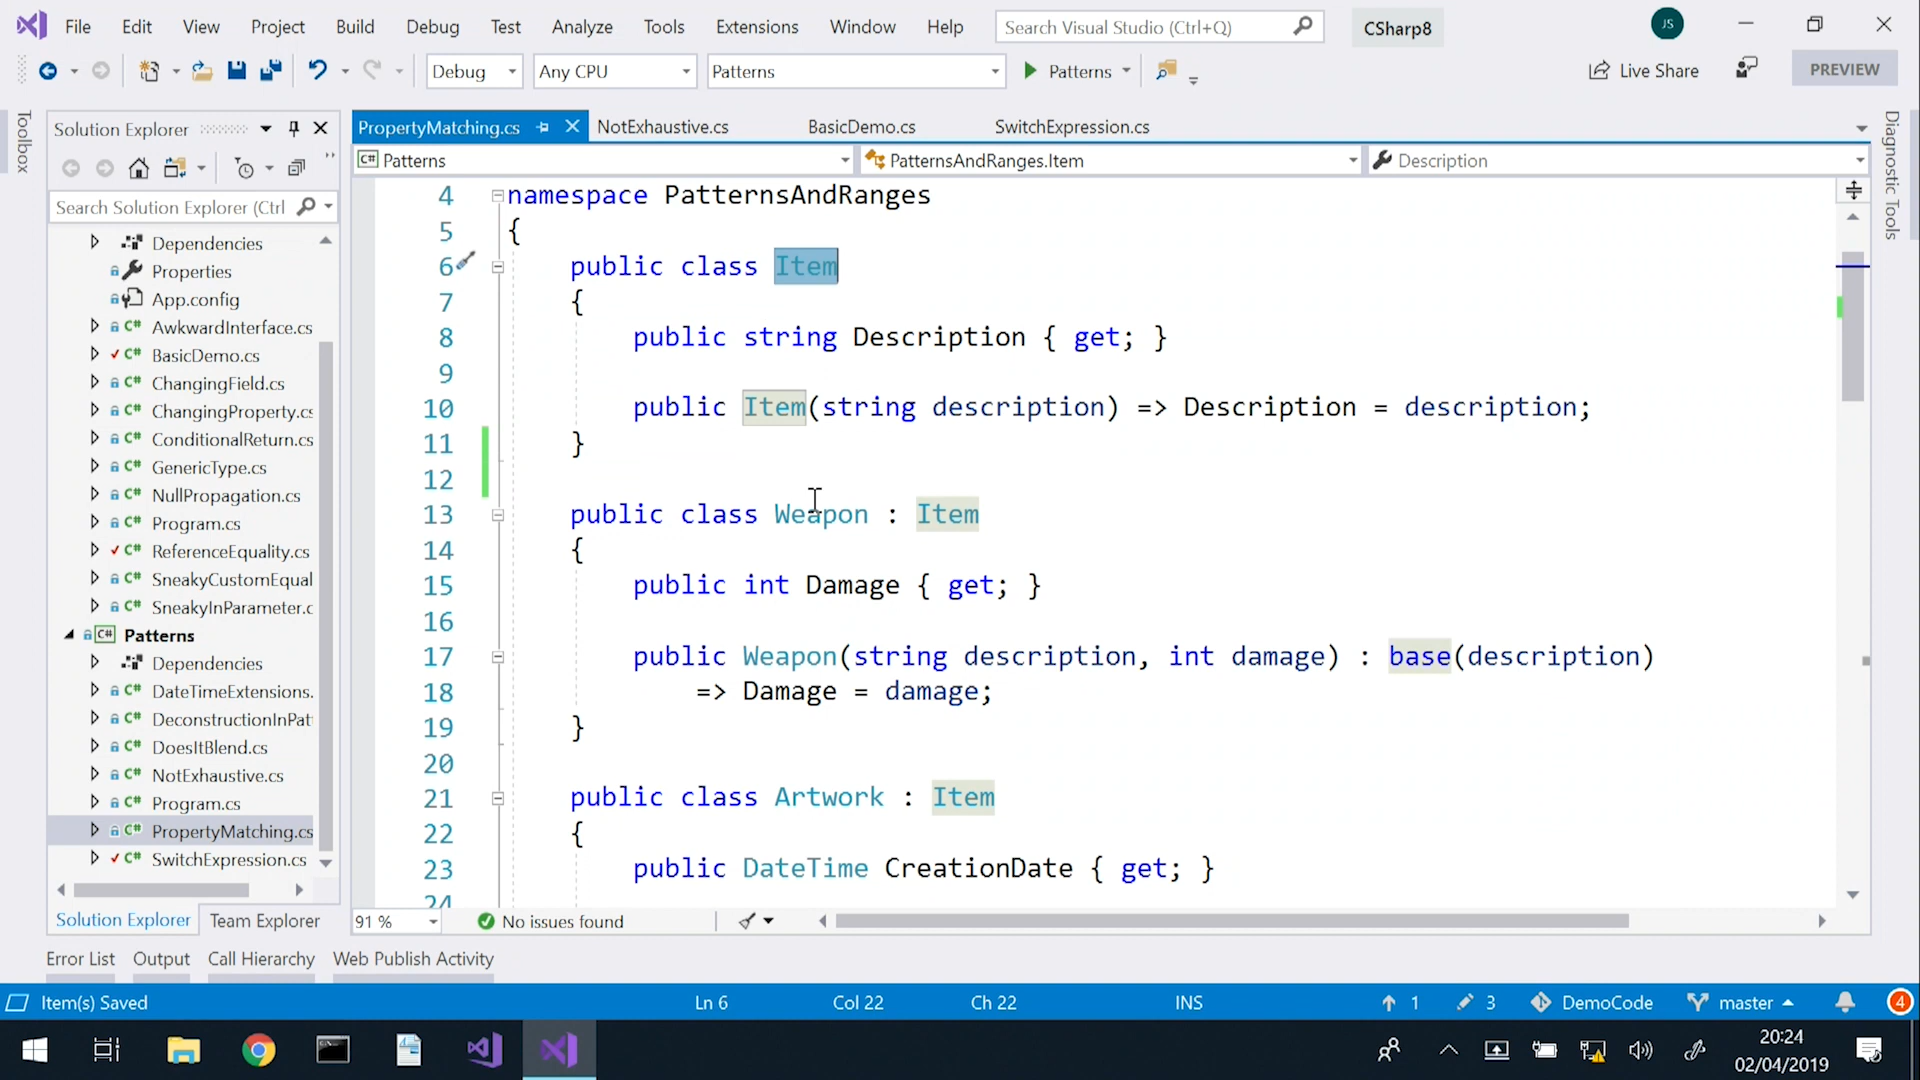 File Edit View Project Build Debug Test Analyze Tools Extensions Window Help Search Visual Studio (Ctrl+Q) CSharp8 JS
Debug Any CPU Patterns Patterns Live Share PREVIEW
Toolbox
Solution Explorer
Search Solution Explorer (Ctrl
Dependencies
Properties
App.config
AwkwardInterface.cs
BasicDemo.cs
ChangingField.cs
ChangingProperty.cs
ConditionalReturn.cs
GenericType.cs
NullPropagation.cs
Program.cs
ReferenceEquality.cs
SneakyCustomEqual
SneakyInParameter.c
C# Patterns
Dependencies
DateTimeExtensions.
DeconstructionInPat
DoesItBlend.cs
NotExhaustive.cs
Program.cs
PropertyMatching.cs
SwitchExpression.cs
Solution Explorer Team Explorer
PropertyMatching.cs NotExhaustive.cs BasicDemo.cs SwitchExpression.cs
C# Patterns PatternsAndRanges.Item Description
4 namespace PatternsAndRanges
5 {
6 public class Item
7 {
8 public string Description { get; }
9
10 public Item(string description) => Description = description;
11 }
12
13 public class Weapon : Item
14 {
15 public int Damage { get; }
16
17 public Weapon(string description, int damage) : base(description)
18 => Damage = damage;
19 }
20
21 public class Artwork : Item
22 {
23 public DateTime CreationDate { get; }
24
91 % No issues found
Diagnostic Tools
Error List Output Call Hierarchy Web Publish Activity
Item(s) Saved Ln 6 Col 22 Ch 22 INS 1 3 DemoCode master 4
20:24
02/04/2019